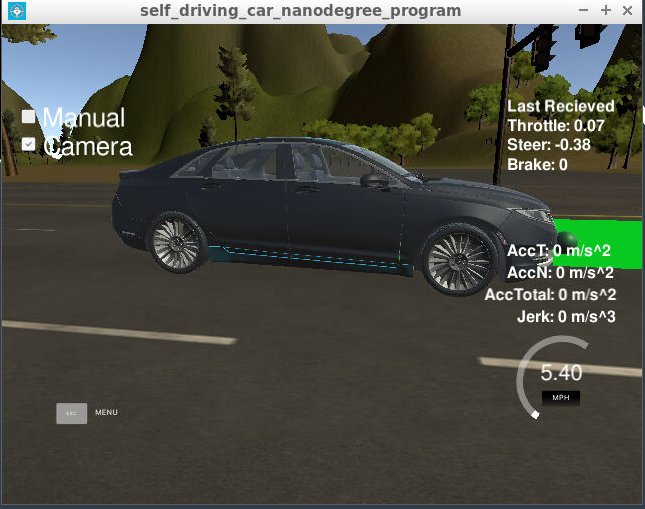 self_driving_car_nanodegree_program
Manual
Camera
Last Recieved
Throttle: 0.07
Steer: -0.38
Brake: 0
AccT: 0 m/s^2
AccN: 0 m/s^2
AccTotal: 0 m/s^2
Jerk: 0 m/s^3
5.40
MPH
ESC
MENU